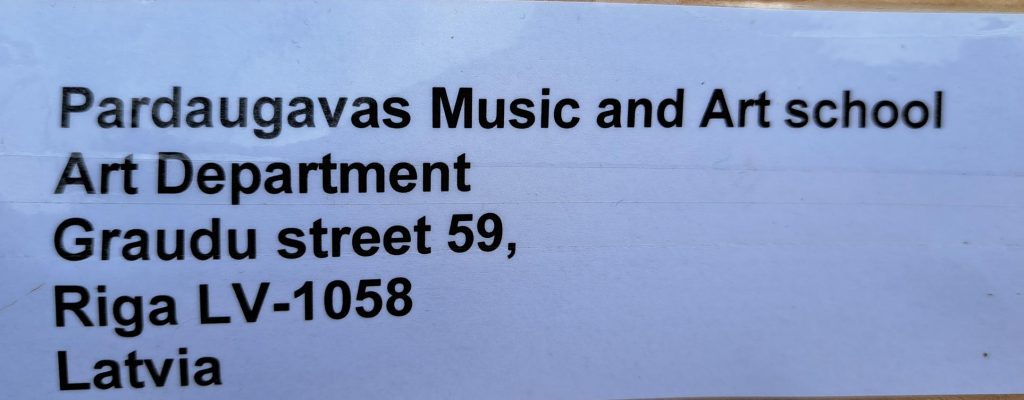 Pardaugavas Music and Art school
Art Department
Graudu street 59,
Riga LV-1058
Latvia